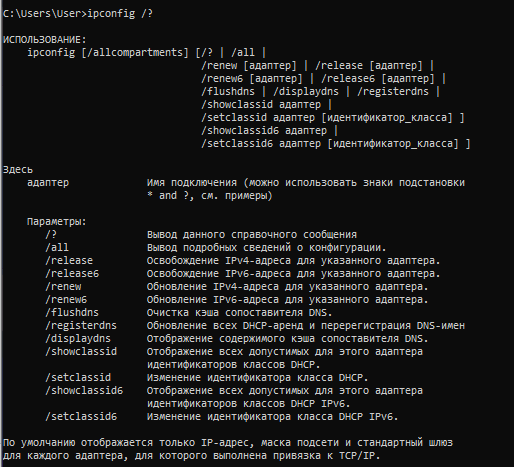 C:\Users\User>ipconfig /?
ИСПОЛЬЗОВАНИЕ:
ipconfig [/allcompartments] [/? | /all |
/renew [адаптер] | /release [адаптер] |
/renew6 [адаптер] | /release6 [адаптер] |
/flushdns | /displaydns | /registerdns |
/showclassid адаптер |
/setclassid адаптер [идентификатор_класса] ]
/showclassid6 адаптер |
/setclassid6 адаптер [идентификатор_класса] ]
Здесь
адаптер Имя подключения (можно использовать знаки подстановки
* and ?, см. примеры)
Параметры:
/? Вывод данного справочного сообщения
/all Вывод подробных сведений о конфигурации.
/release Освобождение IPv4-адреса для указанного адаптера.
/release6 Освобождение IPv6-адреса для указанного адаптера.
/renew Обновление IPv4-адреса для указанного адаптера.
/renew6 Обновление IPv6-адреса для указанного адаптера.
/flushdns Очистка кэша сопоставителя DNS.
/registerdns Обновление всех DHCP-аренд и перерегистрация DNS-имен
/displaydns Отображение содержимого кэша сопоставителя DNS.
/showclassid Отображение всех допустимых для этого адаптера
идентификаторов классов DHCP.
/setclassid Изменение идентификатора класса DHCP.
/showclassid6 Отображение всех допустимых для этого адаптера
идентификаторов классов DHCP IPv6.
/setclassid6 Изменение идентификатора класса DHCP IPv6.
По умолчанию отображается только IP-адрес, маска подсети и стандартный шлюз
для каждого адаптера, для которого выполнена привязка к TCP/IP.